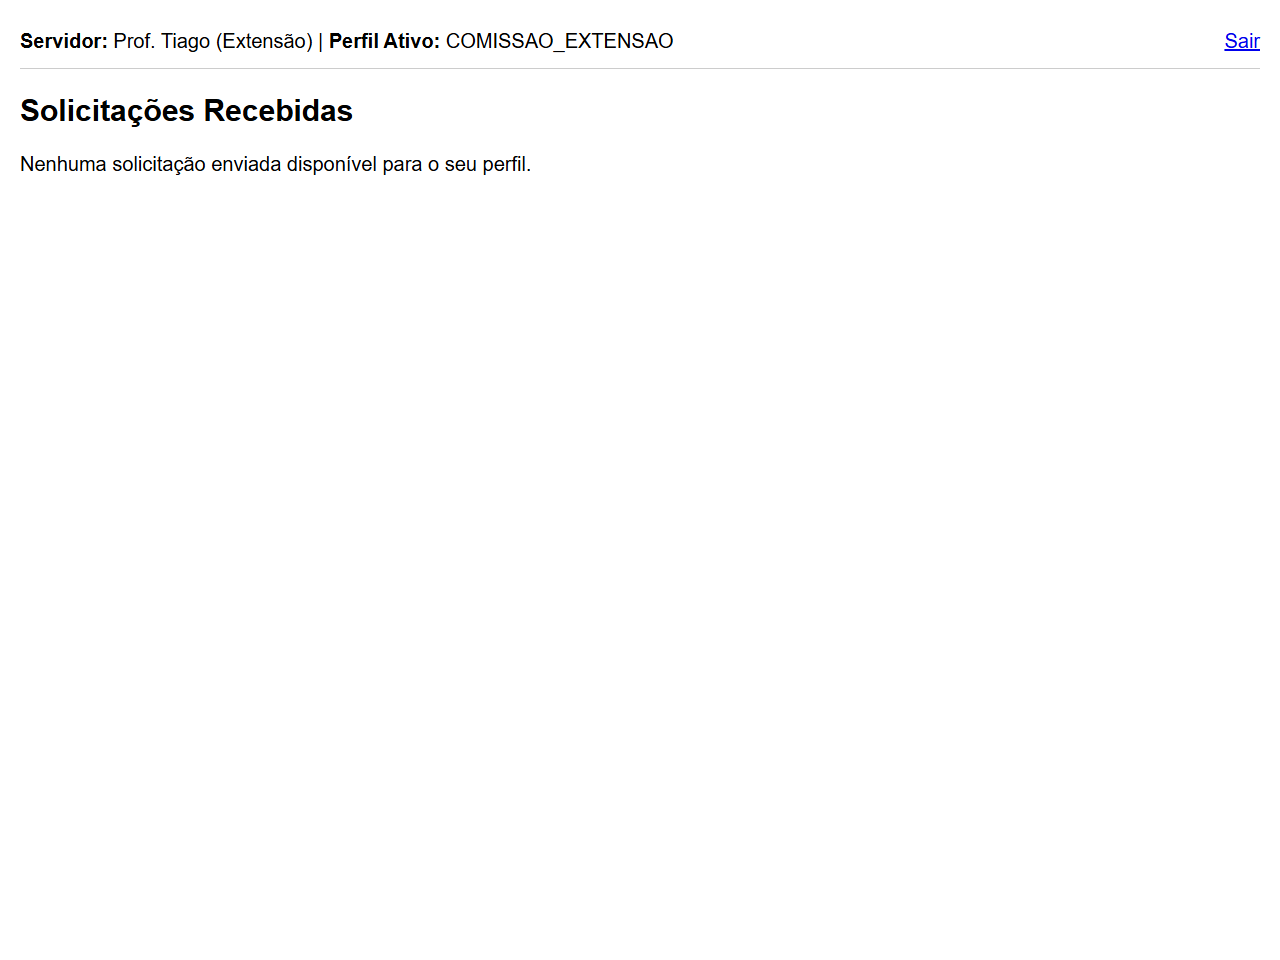 Servidor: Prof. Tiago (Extensão) | Perfil Ativo: COMISSAO_EXTENSAO Sair
Solicitações Recebidas
Nenhuma solicitação enviada disponível para o seu perfil.